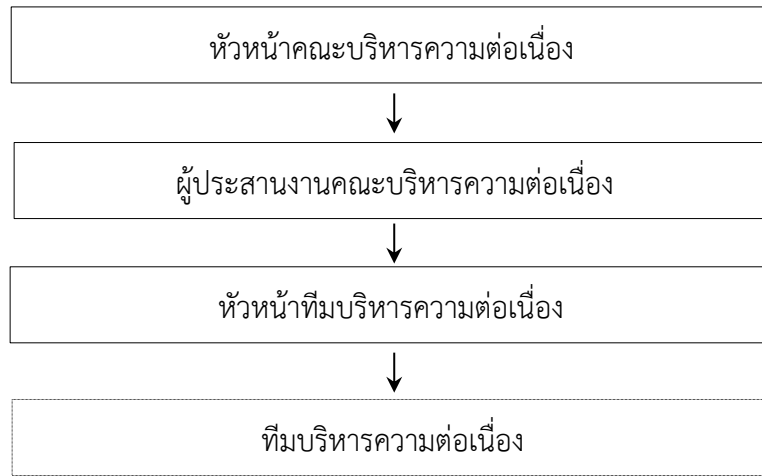 หัวหน้าคณะบริหารความต่อเนื่อง
ผู้ประสานงานคณะบริหารความต่อเนื่อง
หัวหน้าทีมบริหารความต่อเนื่อง
ทีมบริหารความต่อเนื่อง